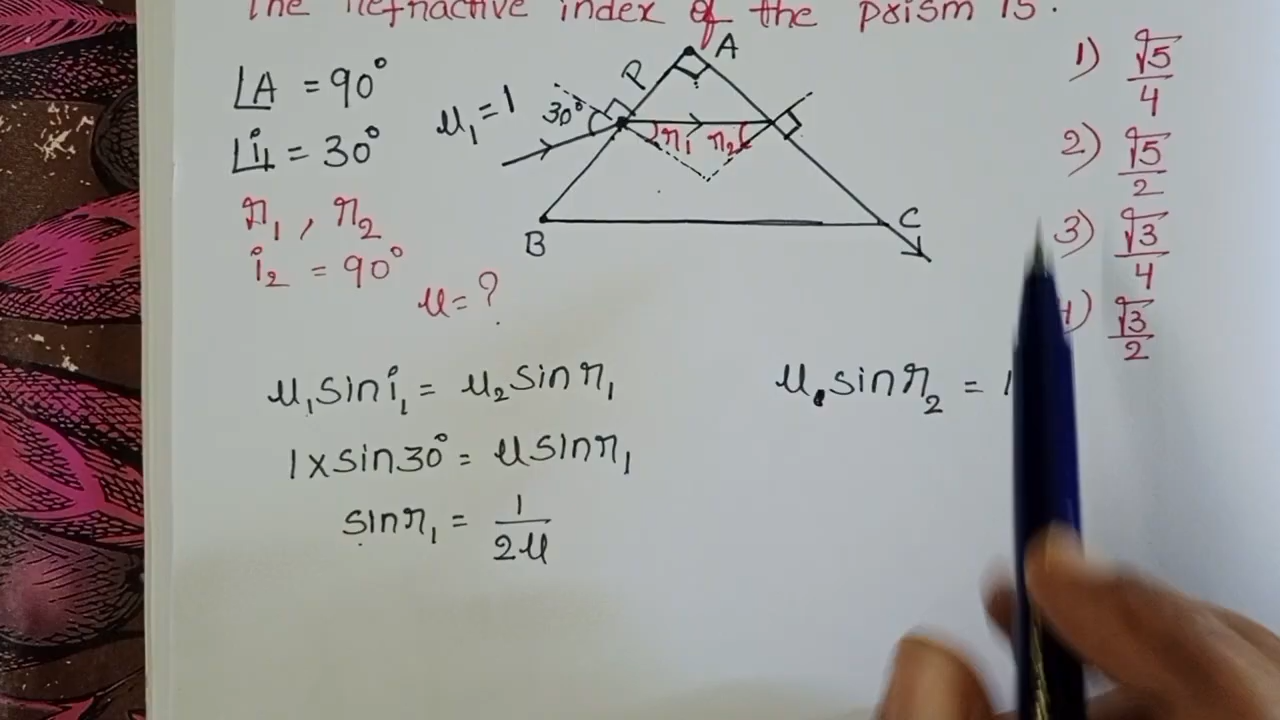 The Refractive index of the prism is.
∠A = 90°
∠i1 = 30°
r1, r2
i2 = 90°
μ = ?
μ1 = 1
30°
P
A
r1 r2
B
C
1) √5/4
2) √5/2
3) √3/4
4) √3/2
μ1 sin i1 = μ2 sin r1
1 x sin 30° = μ sin r1
sin r1 = 1/2μ
μ sin r2 = 1